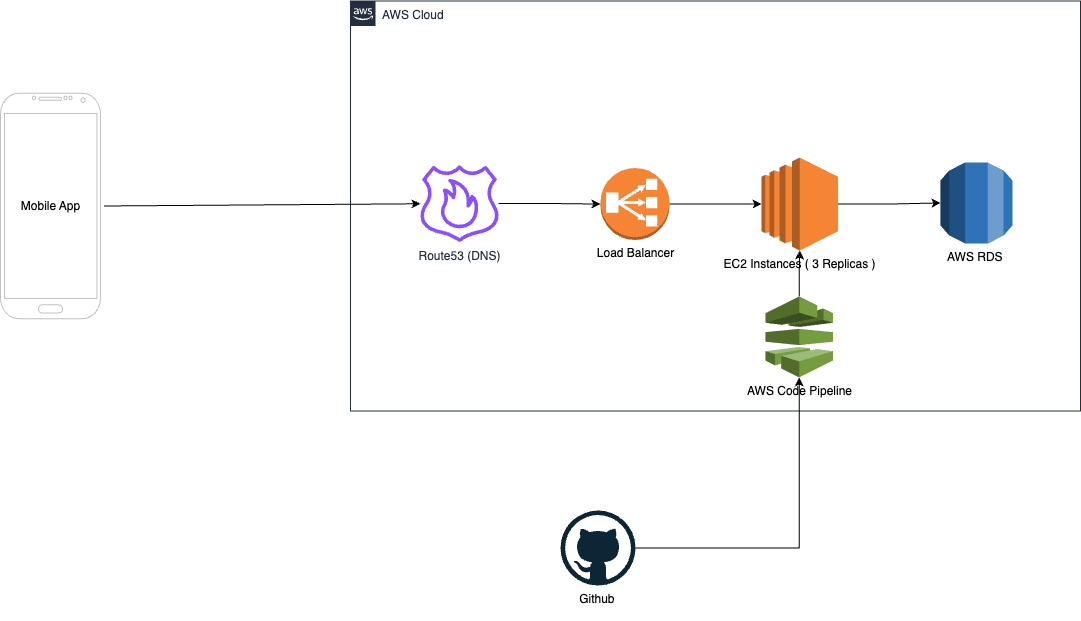 aws
AWS Cloud
Mobile App
Route53 (DNS)
Load Balancer
EC2 Instances ( 3 Replicas )
AWS RDS
AWS Code Pipeline
Github